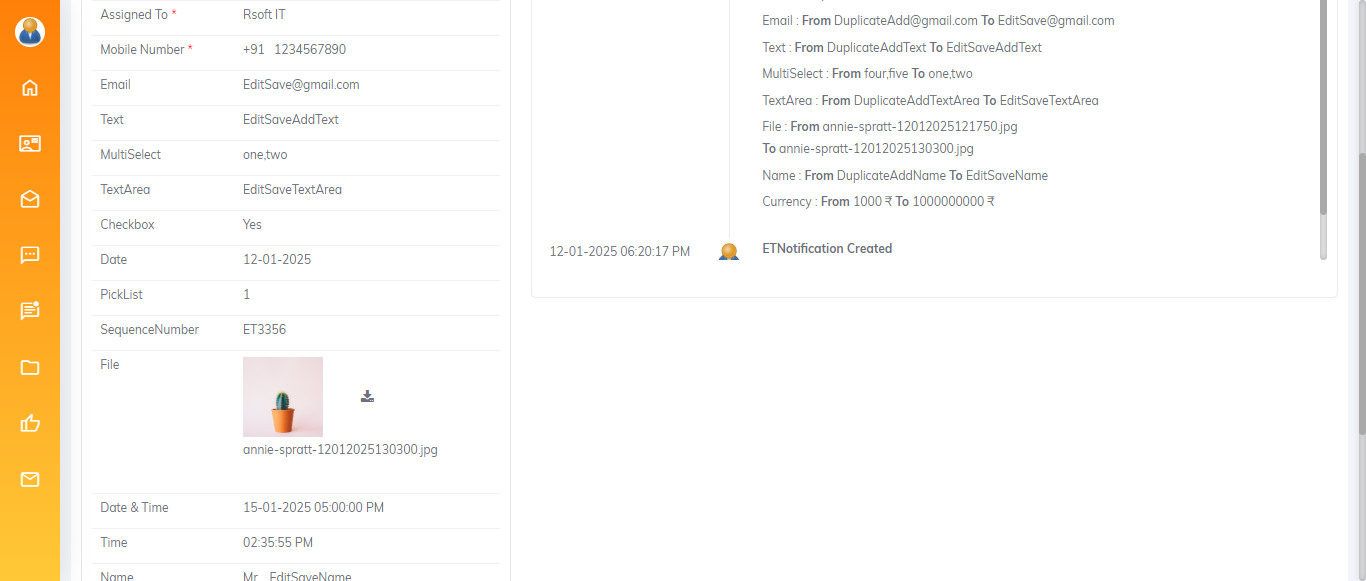 Assigned To * Rsoft IT
Mobile Number * +91 1234567890
Email EditSave@gmail.com
Text EditSaveAddText
MultiSelect one,two
TextArea EditSaveTextArea
Checkbox Yes
Date 12-01-2025
PickList 1
SequenceNumber ET3356
File
annie-spratt-12012025130300.jpg
Date & Time 15-01-2025 05:00:00 PM
Time 02:35:55 PM
Name Mr EditSaveName
Email : From DuplicateAdd@gmail.com To EditSave@gmail.com
Text : From DuplicateAddText To EditSaveAddText
MultiSelect : From four,five To one,two
TextArea : From DuplicateAddTextArea To EditSaveTextArea
File : From annie-spratt-12012025121750.jpg
To annie-spratt-12012025130300.jpg
Name : From DuplicateAddName To EditSaveName
Currency : From 1000 ₹ To 1000000000 ₹
12-01-2025 06:20:17 PM ETNotification Created